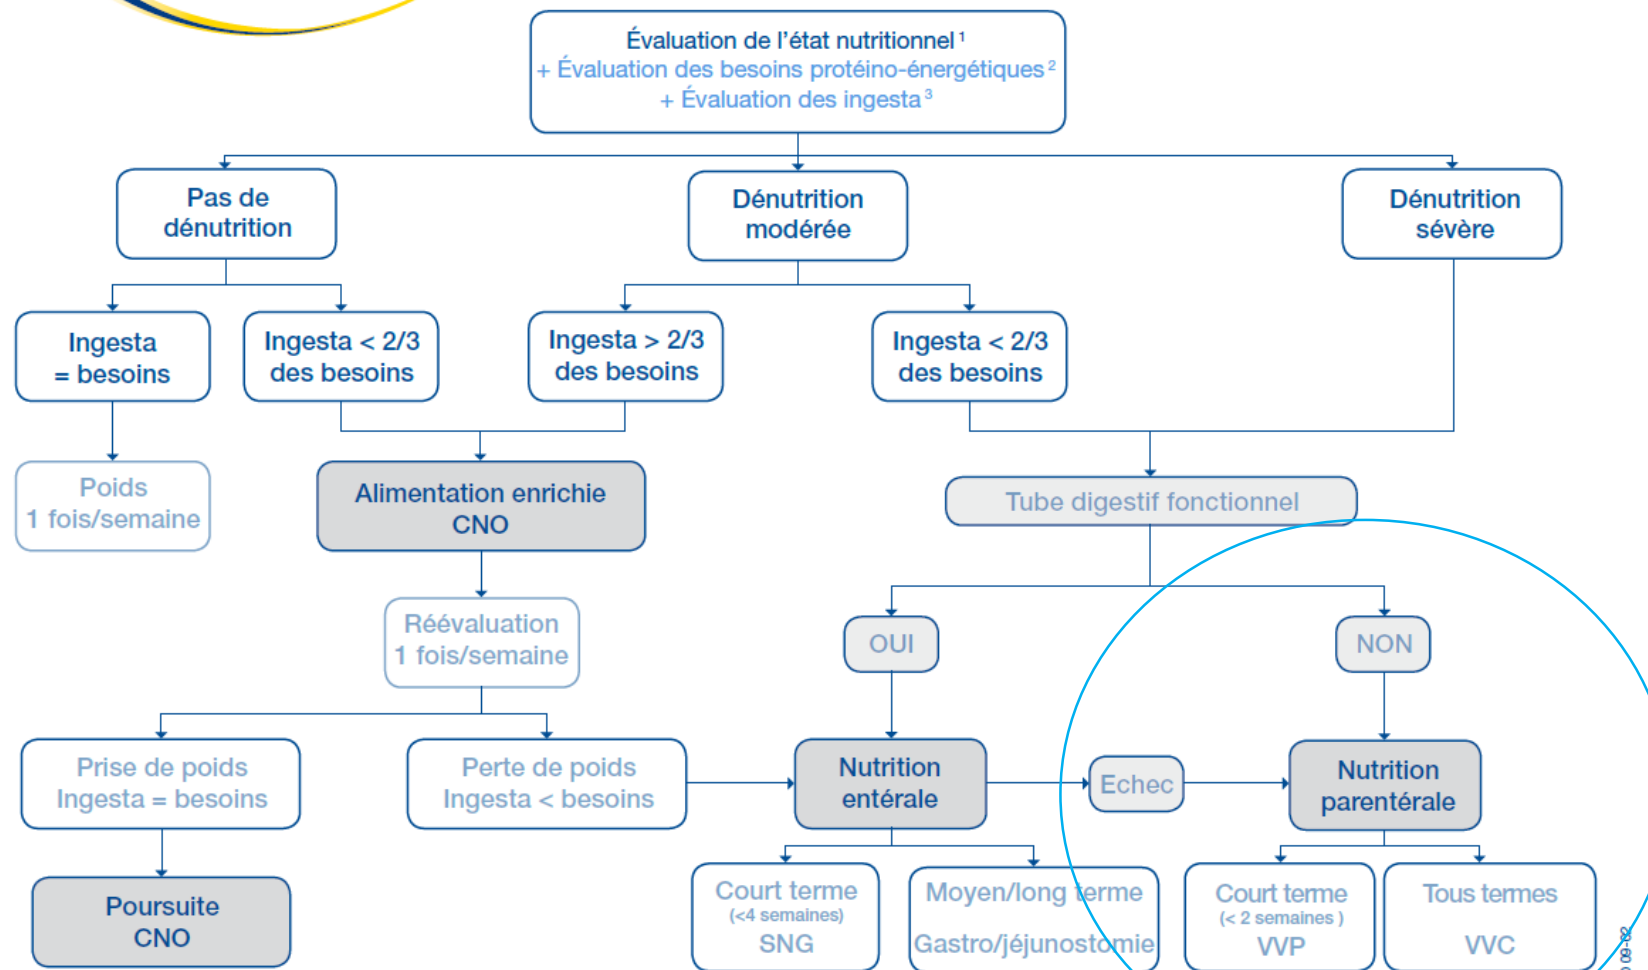 Évaluation de l'état nutritionnel 1
+ Évaluation des besoins protéino-énergétiques 2
+ Évaluation des ingesta 3
Pas de
dénutrition
Dénutrition
modérée
Dénutrition
sévère
Ingesta
= besoins
Ingesta < 2/3
des besoins
Ingesta > 2/3
des besoins
Ingesta < 2/3
des besoins
Poids
1 fois/semaine
Alimentation enrichie
CNO
Tube digestif fonctionnel
Réévaluation
1 fois/semaine
OUI
NON
Prise de poids
Ingesta = besoins
Perte de poids
Ingesta < besoins
Nutrition
entérale
Echec
Nutrition
parentérale
Poursuite
CNO
Court terme
(<4 semaines)
SNG
Moyen/long terme
Gastro/jéjunostomie
Court terme
(< 2 semaines )
VVP
Tous termes
VVC